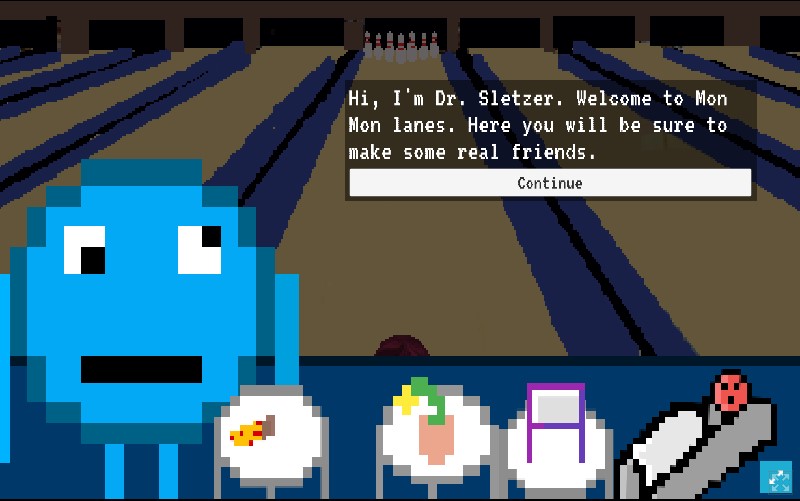 Hi, I'm Dr. Sletzer. Welcome to Mon
Mon lanes. Here you will be sure to
make some real friends.
Continue